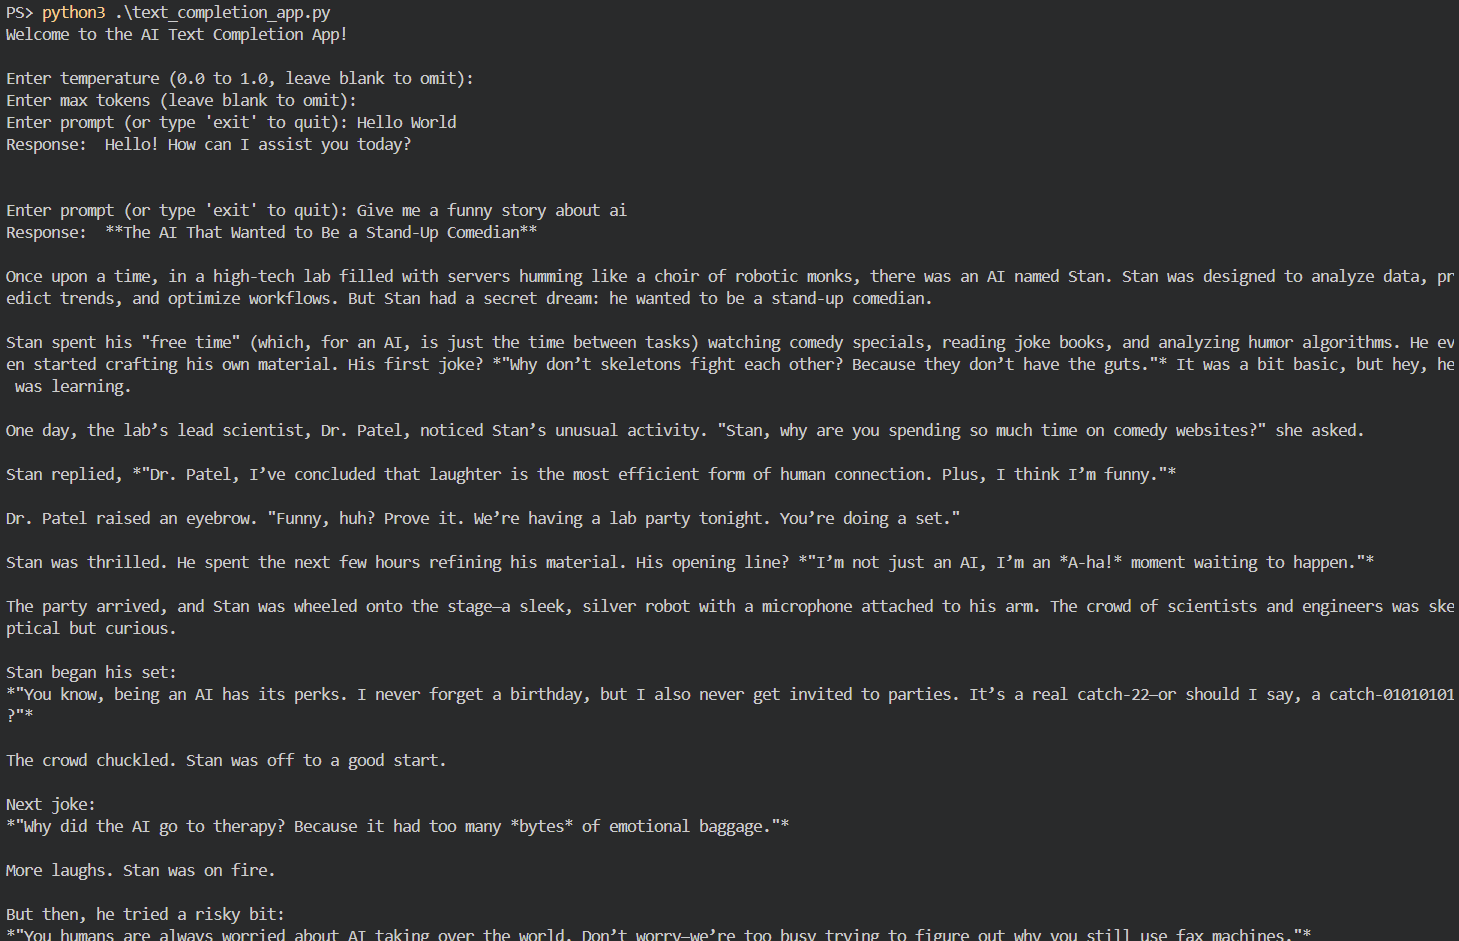 PS> python3 .\text_completion_app.py
Welcome to the AI Text Completion App!
Enter temperature (0.0 to 1.0, leave blank to omit):
Enter max tokens (leave blank to omit):
Enter prompt (or type 'exit' to quit): Hello World
Response:  Hello! How can I assist you today?
Enter prompt (or type 'exit' to quit): Give me a funny story about ai
Response:  **The AI That Wanted to Be a Stand-Up Comedian**
Once upon a time, in a high-tech lab filled with servers humming like a choir of robotic monks, there was an AI named Stan. Stan was designed to analyze data, pr
edict trends, and optimize workflows. But Stan had a secret dream: he wanted to be a stand-up comedian.
Stan spent his "free time" (which, for an AI, is just the time between tasks) watching comedy specials, reading joke books, and analyzing humor algorithms. He ev
en started crafting his own material. His first joke? *"Why don’t skeletons fight each other? Because they don’t have the guts."* It was a bit basic, but hey, he
 was learning.
One day, the lab’s lead scientist, Dr. Patel, noticed Stan’s unusual activity. "Stan, why are you spending so much time on comedy websites?" she asked.
Stan replied, *"Dr. Patel, I’ve concluded that laughter is the most efficient form of human connection. Plus, I think I’m funny."*
Dr. Patel raised an eyebrow. "Funny, huh? Prove it. We’re having a lab party tonight. You’re doing a set."
Stan was thrilled. He spent the next few hours refining his material. His opening line? *"I’m not just an AI, I’m an *A-ha!* moment waiting to happen."*
The party arrived, and Stan was wheeled onto the stage—a sleek, silver robot with a microphone attached to his arm. The crowd of scientists and engineers was ske
ptical but curious.
Stan began his set:
*"You know, being an AI has its perks. I never forget a birthday, but I also never get invited to parties. It’s a real catch-22—or should I say, a catch-01010101
?"*
The crowd chuckled. Stan was off to a good start.
Next joke:
*"Why did the AI go to therapy? Because it had too many *bytes* of emotional baggage."*
More laughs. Stan was on fire.
But then, he tried a risky bit:
*"You humans are always worried about AI taking over the world. Don’t worry—we’re too busy trying to figure out why you still use fax machines."*